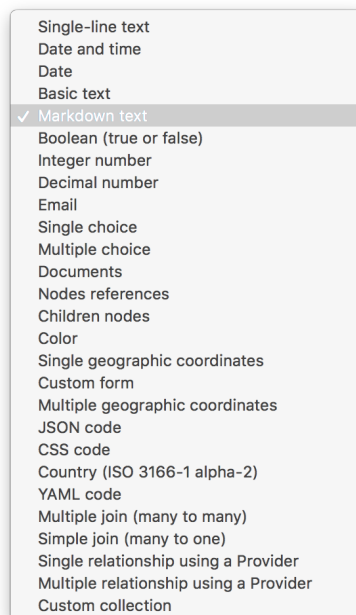 Single-line text
Date and time
Date
Basic text
Markdown text
Boolean (true or false)
Integer number
Decimal number
Email
Single choice
Multiple choice
Documents
Nodes references
Children nodes
Color
Single geographic coordinates
Custom form
Multiple geographic coordinates
JSON code
CSS code
Country (ISO 3166-1 alpha-2)
YAML code
Multiple join (many to many)
Simple join (many to one)
Single relationship using a Provider
Multiple relationship using a Provider
Custom collection